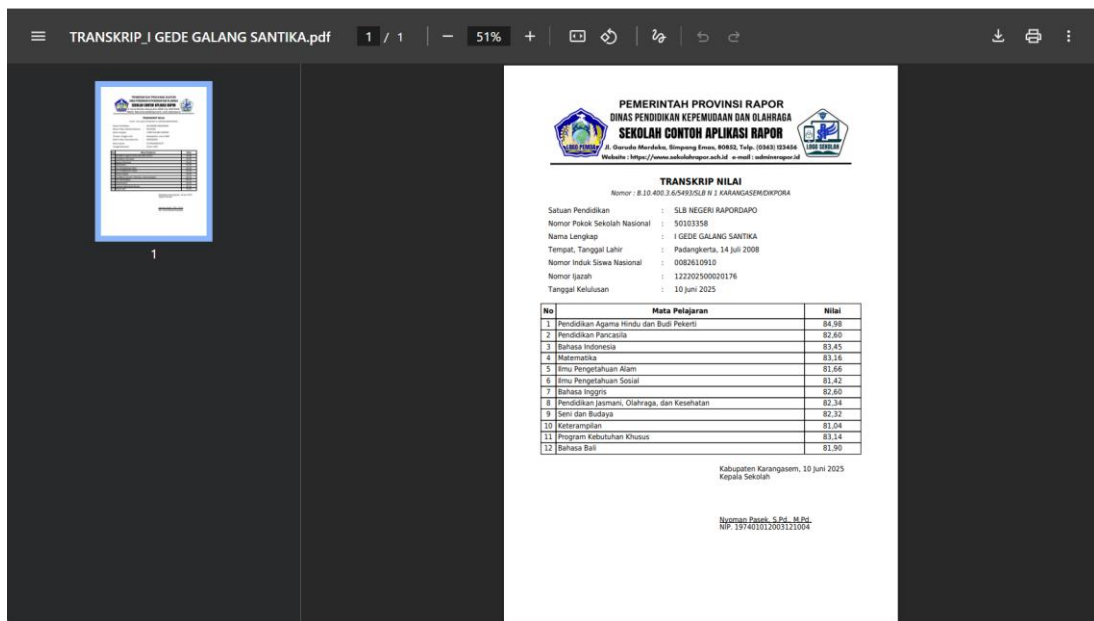 TRANSKRIP_I GEDE GALANG SANTIKA.pdf
1 / 1
51%
1
PEMERINTAH PROVINSI RAPOR
DINAS PENDIDIKAN KEPEMUDAAN DAN OLAHRAGA
SEKOLAH CONTOH APLIKASI RAPOR
Jl. Garuda Merdeka, Simpang Emas, 80852, Telp. (0363) 123456
Website : https://www.sekolahrapor.sch.id e-mail : admin@rapor.id
LOGO PEMDA
LOGO SEKOLAH
TRANSKRIP NILAI
Nomor : B.10.400.3.6/5493/SLB N 1 KARANGASEM/DIKPORA
Satuan Pendidikan : SLB NEGERI RAPORDAPO
Nomor Pokok Sekolah Nasional : 50103358
Nama Lengkap : I GEDE GALANG SANTIKA
Tempat, Tanggal Lahir : Padangkerta, 14 Juli 2008
Nomor Induk Siswa Nasional : 0082610910
Nomor Ijazah : 122202500020176
Tanggal Kelulusan : 10 Juni 2025
No Mata Pelajaran Nilai
1 Pendidikan Agama Hindu dan Budi Pekerti 84,98
2 Pendidikan Pancasila 82,60
3 Bahasa Indonesia 83,45
4 Matematika 83,16
5 Ilmu Pengetahuan Alam 81,66
6 Ilmu Pengetahuan Sosial 81,42
7 Bahasa Inggris 82,60
8 Pendidikan Jasmani, Olahraga, dan Kesehatan 82,34
9 Seni dan Budaya 82,32
10 Keterampilan 81,04
11 Program Kebutuhan Khusus 83,14
12 Bahasa Bali 81,90
Kabupaten Karangasem, 10 Juni 2025
Kepala Sekolah
Nyoman Pasek, S.Pd., M.Pd.
NIP. 197401012003121004